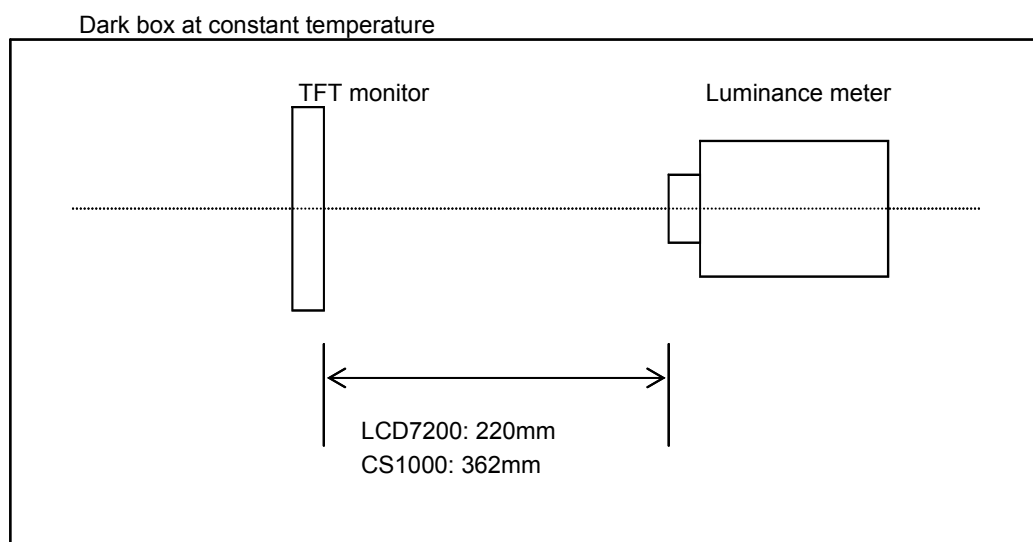 Dark box at constant temperature
TFT monitor
Luminance meter
LCD7200: 220mm
CS1000: 362mm